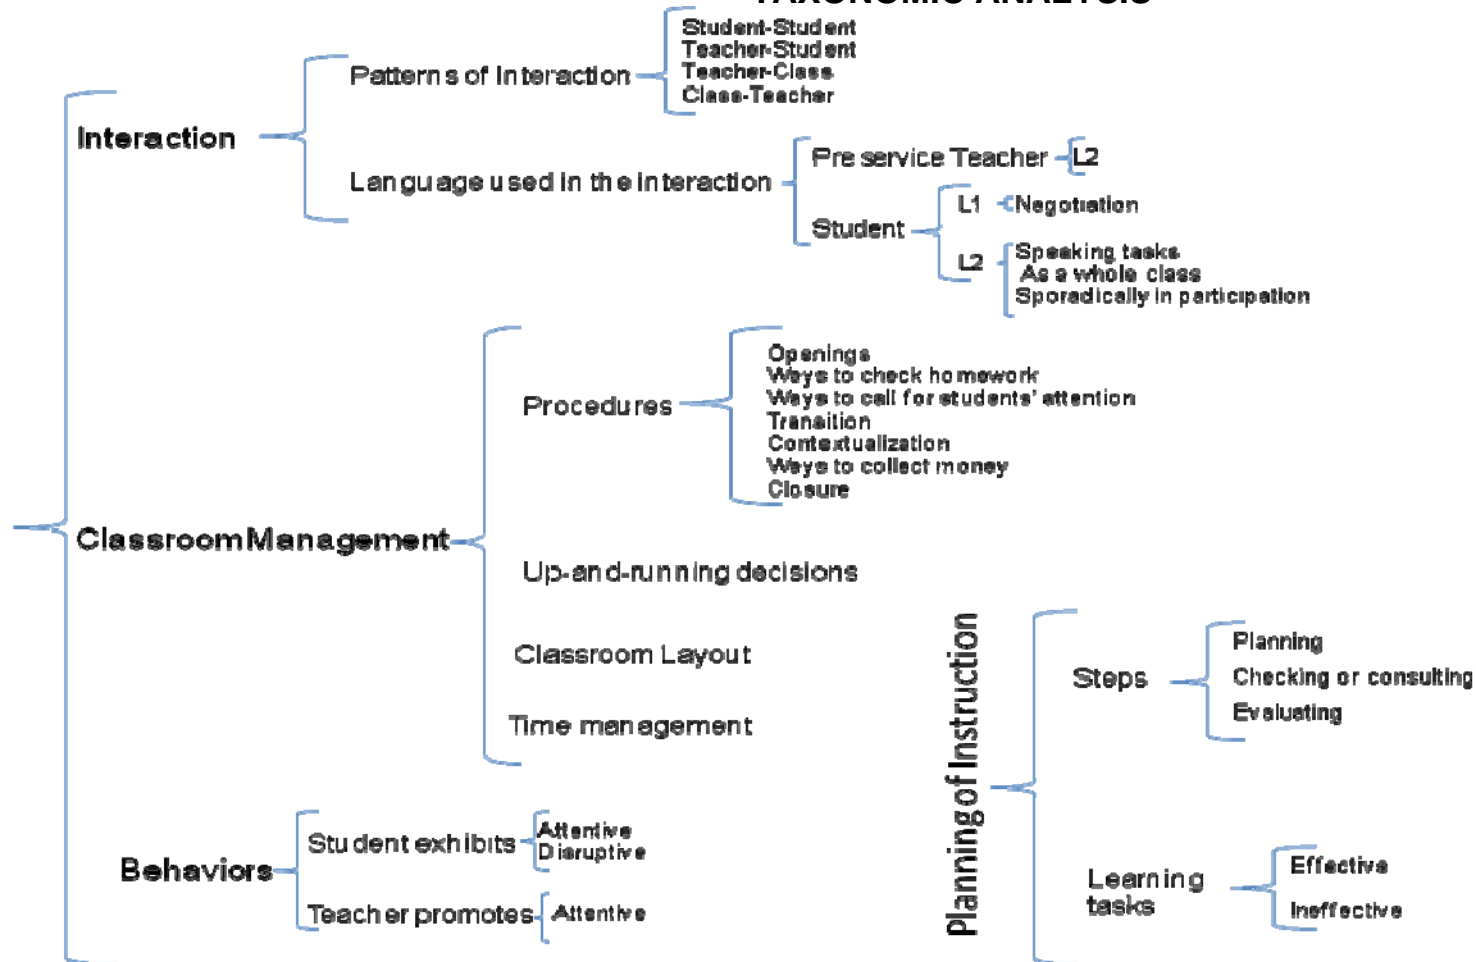 TAXONOMIC ANALYSIS
Interaction
Patterns of Interaction
Student-Student
Teacher-Student
Teacher-Class
Class-Teacher
Language used in the interaction
Pre service Teacher
L2
Student
L1
Negotiation
L2
Speaking tasks
As a whole class
Sporadically in participation
Classroom Management
Procedures
Openings
Ways to check homework
Ways to call for students' attention
Transition
Contextualization
Ways to collect money
Closure
Up-and-running decisions
Classroom Layout
Time management
Behaviors
Student exhibits
Attentive
Disruptive
Teacher promotes
Attentive
Planning of Instruction
Steps
Planning
Checking or consulting
Evaluating
Learning
tasks
Effective
Ineffective